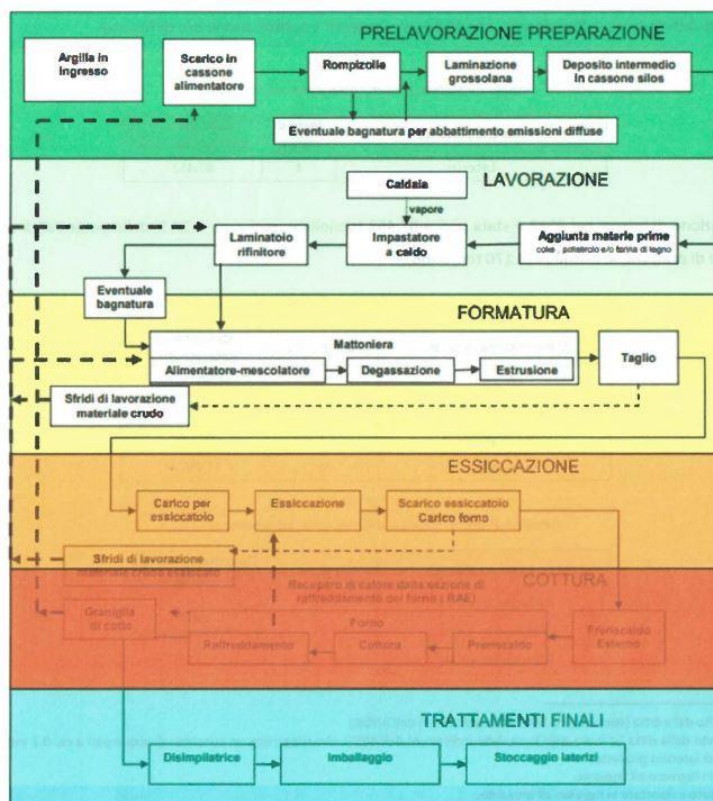 PRELAVORAZIONE PREPARAZIONE
Argilla in
ingresso
Scarico in
cassone
alimentatore
Rompizolle
Laminazione
grossolana
Deposito intermedio
in cassone silos
Eventuale bagnatura per abbattimento emissioni diffuse
LAVORAZIONE
Caldaia
vapore
Laminatoio
rifinitore
Impastatore
a caldo
Aggiunta materie prime
coke , polistirolo e/o farina di legno
Eventuale
bagnatura
FORMATURA
Mattoniera
Alimentatore-mescolatore
Degassazione
Estrusione
Taglio
Sfridi di lavorazione
materiale crudo
ESSICCAZIONE
Carico per
essiccatoio
Essiccazione
Scarico essiccatoio
Carico forno
Sfridi di lavorazione
materiale crudo essiccato
Recupero di calore dalla sezione di
raffreddamento del forno ( RAE)
COTTURA
Graniglia
di cotto
Forno
Raffreddamento
Cottura
Preriscaldo
Preriscaldo
Esterno
TRATTAMENTI FINALI
Disimpilatrice
Imballaggio
Stoccaggio laterizi